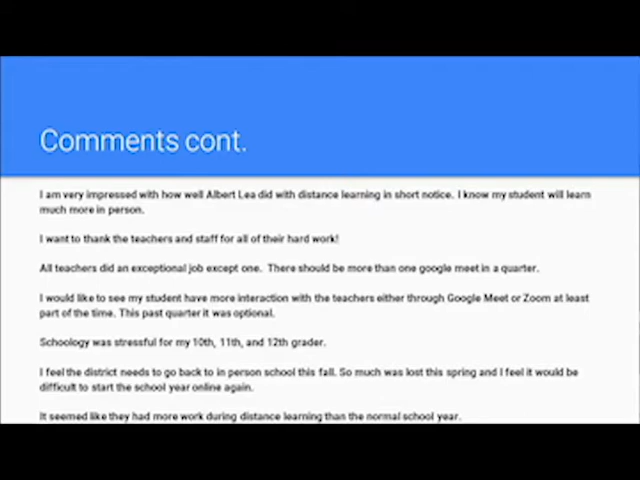 Comments cont.
I am very impressed with how well Albert Lea did with distance learning in short notice. I know my student will learn
much more in person.
I want to thank the teachers and staff for all of their hard work!
All teachers did an exceptional job except one. There should be more than one google meet in a quarter.
I would like to see my student have more interaction with the teachers either through Google Meet or Zoom at least
part of the time. This past quarter it was optional.
Schoology was stressful for my 10th, 11th, and 12th grader.
I feel the district needs to go back to in person school this fall. So much was lost this spring and I feel it would be
difficult to start the school year online again.
It seemed like they had more work during distance learning than the normal school year.